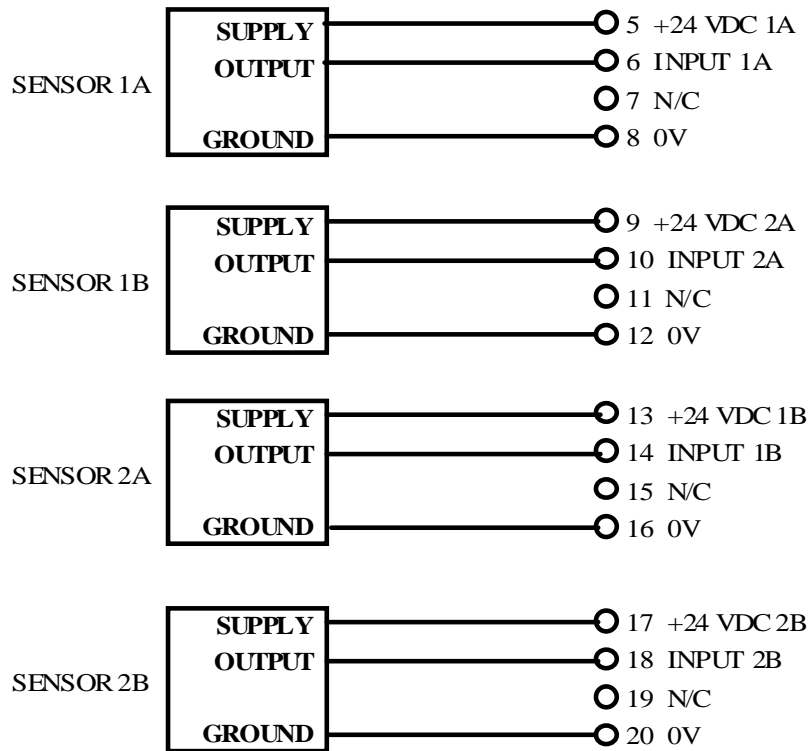 SUPPLY 5 +24 VDC 1A
OUTPUT 6 INPUT 1A
SENSOR 1A
7 N/C
GROUND 8 0V
SUPPLY 9 +24 VDC 2A
OUTPUT 10 INPUT 2A
SENSOR 1B
11 N/C
GROUND 12 0V
SUPPLY 13 +24 VDC 1B
OUTPUT 14 INPUT 1B
SENSOR 2A
15 N/C
GROUND 16 0V
SUPPLY 17 +24 VDC 2B
OUTPUT 18 INPUT 2B
SENSOR 2B
19 N/C
GROUND 20 0V